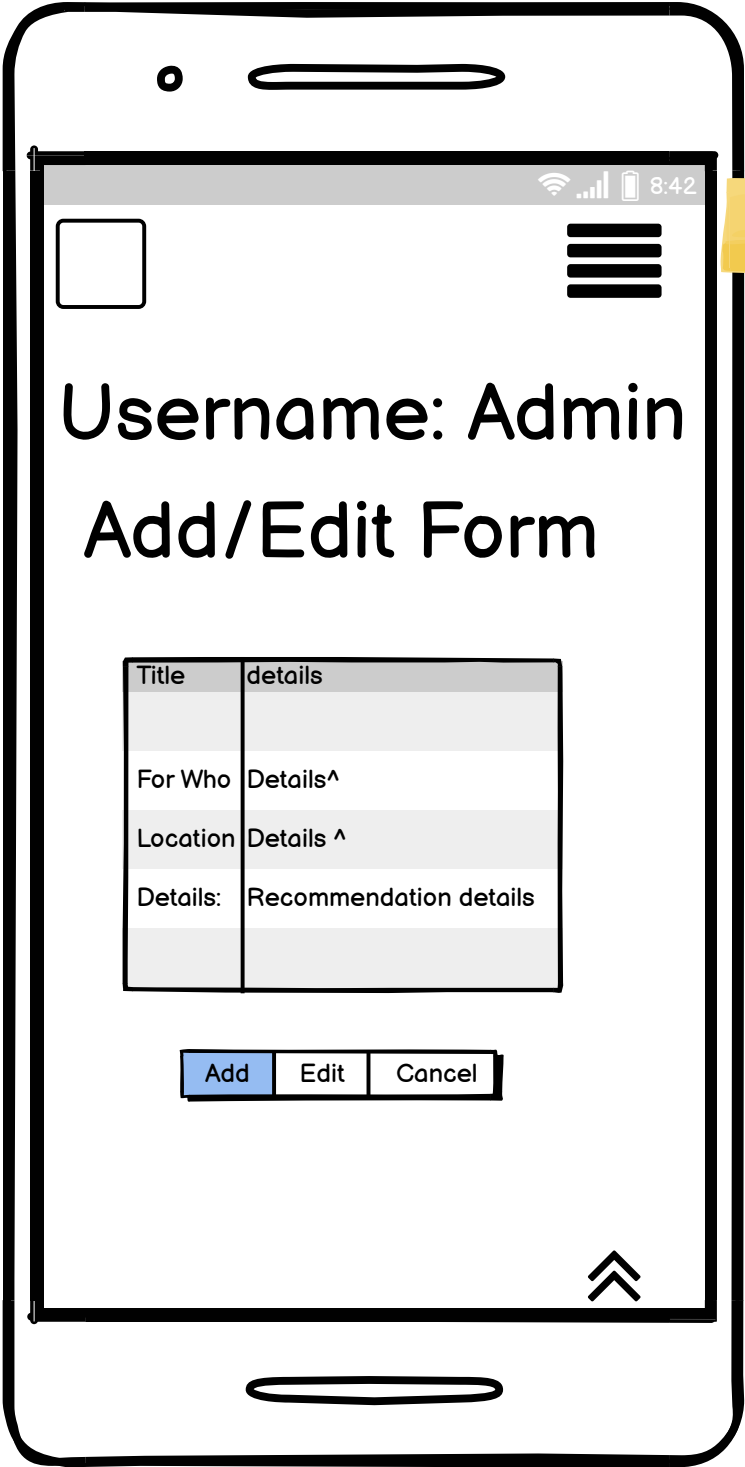 8:42
Username: Admin
Add/Edit Form
Title details
For Who Details^
Location Details ^
Details: Recommendation details
Add Edit Cancel